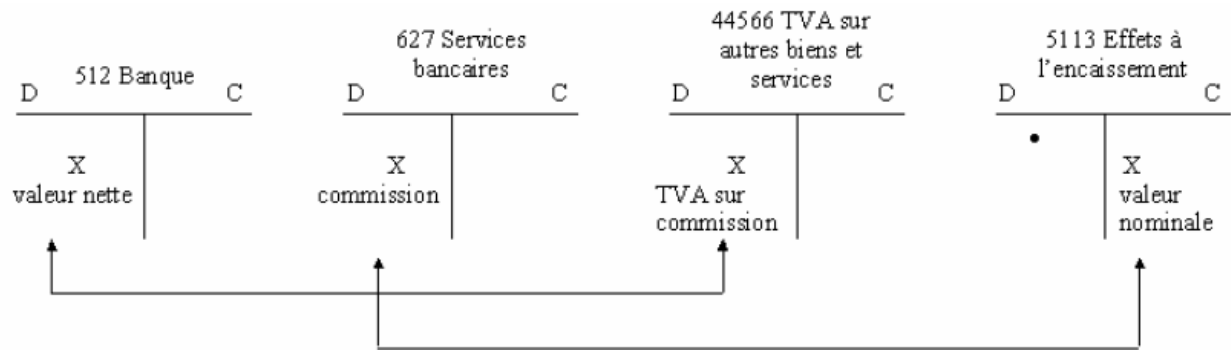 512 Banque
D C
X
valeur nette
627 Services
bancaires
D C
X
commission
44566 TVA sur
autres biens et
services
D C
X
TVA sur
commission
5113 Effets à
l'encaissement
D C
X
valeur
nominale